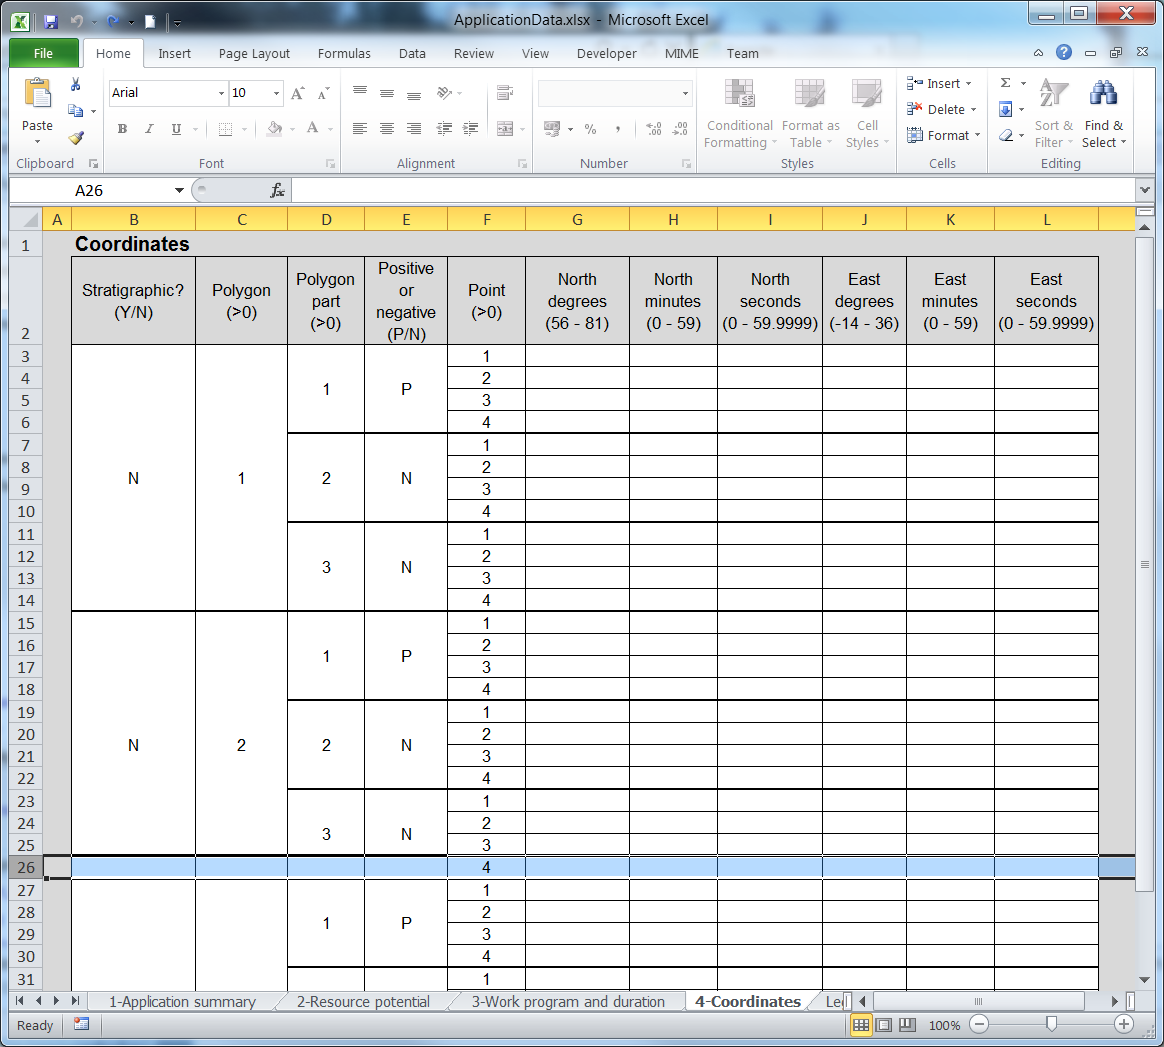 ApplicationData.xlsx - Microsoft Excel
File Home Insert Page Layout Formulas Data Review View Developer MIME Team
Paste
Arial 10
B I U A
%
Conditional Formatting
Format as Table
Cell Styles
Insert
Delete
Format
Σ
Sort & Filter
Find & Select
Clipboard Font Alignment Number Styles Cells Editing
A26 fx
A B C D E F G H I J K L
1 Coordinates
2 Stratigraphic? (Y/N) Polygon (>0) Polygon part (>0) Positive or negative (P/N) Point (>0) North degrees (56 - 81) North minutes (0 - 59) North seconds (0 - 59.9999) East degrees (-14 - 36) East minutes (0 - 59) East seconds (0 - 59.9999)
3 1
4 2
1 P
5 3
6 4
7 1
8 2
N 1 2 N
9 3
10 4
11 1
12 2
3 N
13 3
14 4
15 1
16 2
1 P
17 3
18 4
19 1
20 2
N 2 2 N
21 3
22 4
23 1
24 2
3 N
25 3
26 4
27 1
28 2
1 P
29 3
30 4
31 1
1-Application summary 2-Resource potential 3-Work program and duration 4-Coordinates
Ready 100%